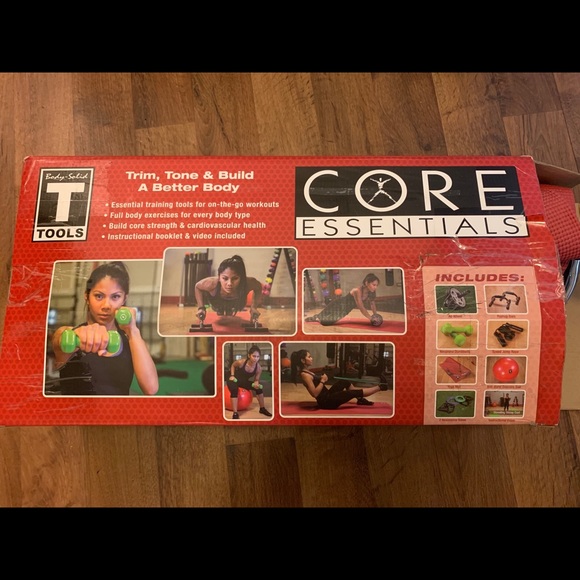 Body-Solid
T
TOOLS
Trim, Tone & Build
A Better Body
• Essential training tools for on-the-go workouts
• Full body exercises for every body type
• Build core strength & cardiovascular health
• Instructional booklet & video included
CORE
ESSENTIALS
INCLUDES: